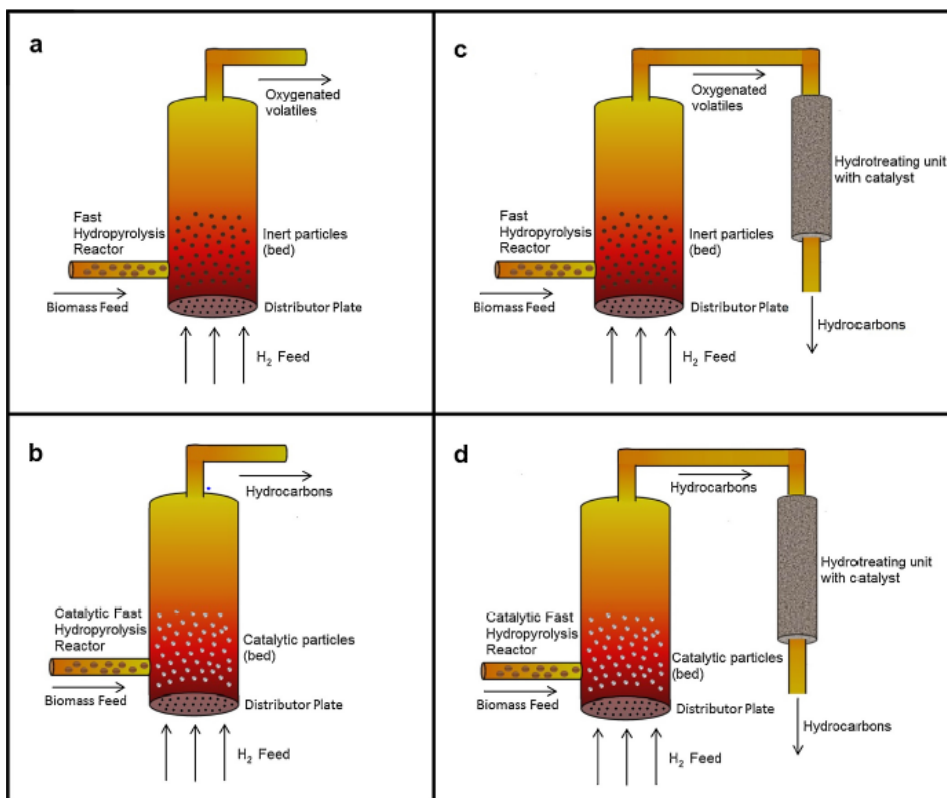 a
Oxygenated
volatiles
Fast
Hydropyrolysis
Reactor
Inert particles
(bed)
Biomass Feed
Distributor Plate
H₂ Feed
c
Oxygenated
volatiles
Hydrotreating unit
with catalyst
Fast
Hydropyrolysis
Reactor
Inert particles
(bed)
Biomass Feed
Distributor Plate
Hydrocarbons
H₂ Feed
b
Hydrocarbons
Catalytic Fast
Hydropyrolysis
Reactor
Catalytic particles
(bed)
Biomass Feed
Distributor Plate
H₂ Feed
d
Hydrocarbons
Hydrotreating unit
with catalyst
Catalytic Fast
Hydropyrolysis
Reactor
Catalytic particles
(bed)
Biomass Feed
Distributor Plate
Hydrocarbons
H₂ Feed